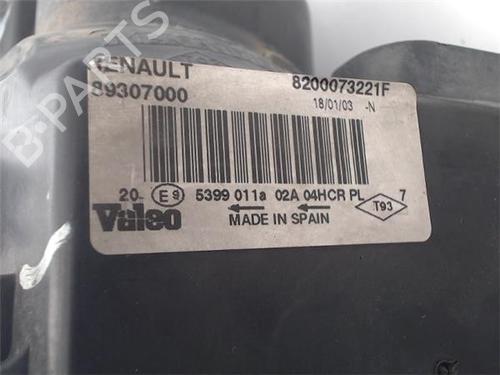 B-PARTS
RENAULT 8200073221F
89307000 18/01/03 -N
20 E9 5399 011a 02A 04HCR PL 7
Valeo MADE IN SPAIN T93